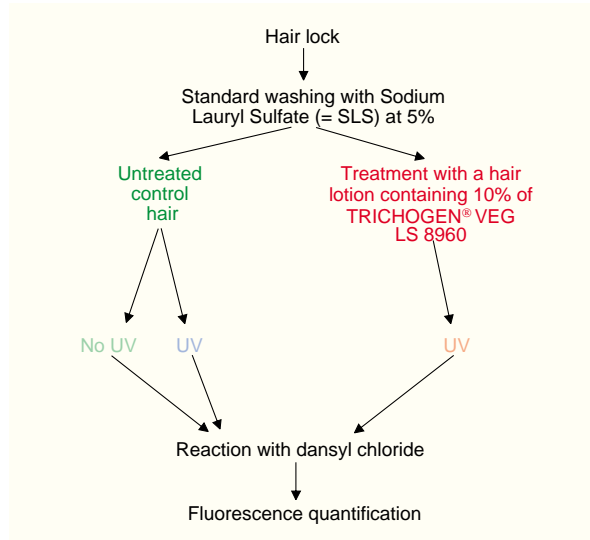 Hair lock
Standard washing with Sodium
Lauryl Sulfate (= SLS) at 5%
Untreated
control
hair
Treatment with a hair
lotion containing 10% of
TRICHOGEN® VEG
LS 8960
No UV
UV
UV
Reaction with dansyl chloride
Fluorescence quantification